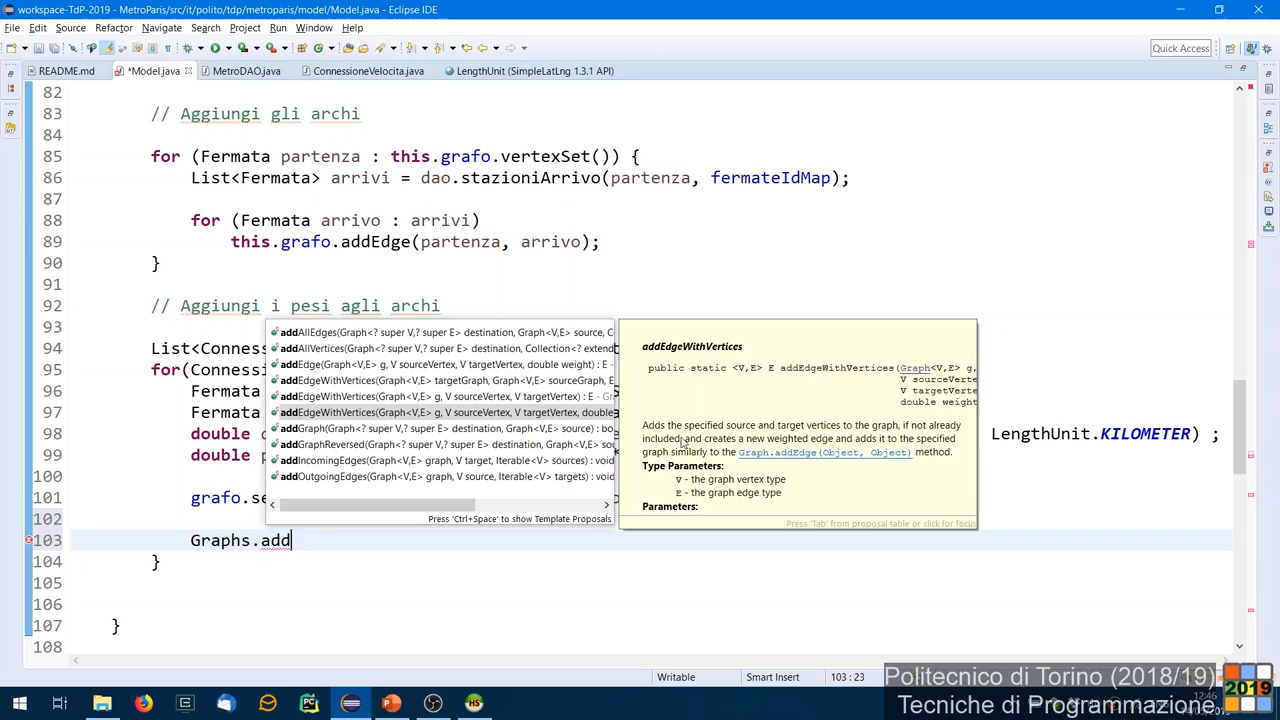 workspace-TdP-2019 - MetroParis/src/it/polito/tdp/metroparis/model/Model.java - Eclipse IDE
File Edit Source Refactor Navigate Search Project Run Window Help
Quick Access
README.md *Model.java MetroDAO.java ConnessioneVelocita.java LengthUnit (SimpleLatLng 1.3.1 API)
82
83 // Aggiungi gli archi
84
85 for (Fermata partenza : this.grafo.vertexSet()) {
86 List<Fermata> arrivi = dao.stazioniArrivo(partenza, fermateIdMap);
87
88 for (Fermata arrivo : arrivi)
89 this.grafo.addEdge(partenza, arrivo);
90 }
91
92 // Aggiungi i pesi agli archi
93
94 List<Conne
95 for(Connessi
96 Fermata
97 Fermata
98 double LengthUnit.KILOMETER) ;
99 double
grafo.se
102
103 Graphs.add
104 }
105
106
107 }
108
addAllEdges(Graph<? super V,? super E> destination, Graph<V,E> source, C
addAllVertices(Graph<? super V,? super E> destination, Collection<? extend
addEdge(Graph<V,E> g, V sourceVertex, V targetVertex, double weight) : E -
addEdgeWithVertices(Graph<V,E> targetGraph, Graph<V,E> sourceGraph, E
addEdgeWithVertices(Graph<V,E> g, V sourceVertex, V targetVertex) : E - Gra
addEdgeWithVertices(Graph<V,E> g, V sourceVertex, V targetVertex, double
addGraph(Graph<? super V,? super E> destination, Graph<V,E> source) : boo
addGraphReversed(Graph<? super V,? super E> destination, Graph<V,E> sou
addIncomingEdges(Graph<V,E> graph, V target, Iterable<V> sources) : void
addOutgoingEdges(Graph<V,E> graph, V source, Iterable<V> targets) : void
Press 'Ctrl+Space' to show Template Proposals
addEdgeWithVertices
public static <V,E> E addEdgeWithVertices(Graph<V,E> g,
V sourceVerte
V targetVerte
double weight
Adds the specified source and target vertices to the graph, if not already
included, and creates a new weighted edge and adds it to the specified
graph similarly to the Graph.addEdge(Object, Object) method.
Type Parameters:
V - the graph vertex type
E - the graph edge type
Parameters:
Press 'Tab' from proposal table or click for focus
Writable Smart Insert 103 : 23
Politecnico di Torino (2018/19)
Tecniche di Programmazione
2019
12:46